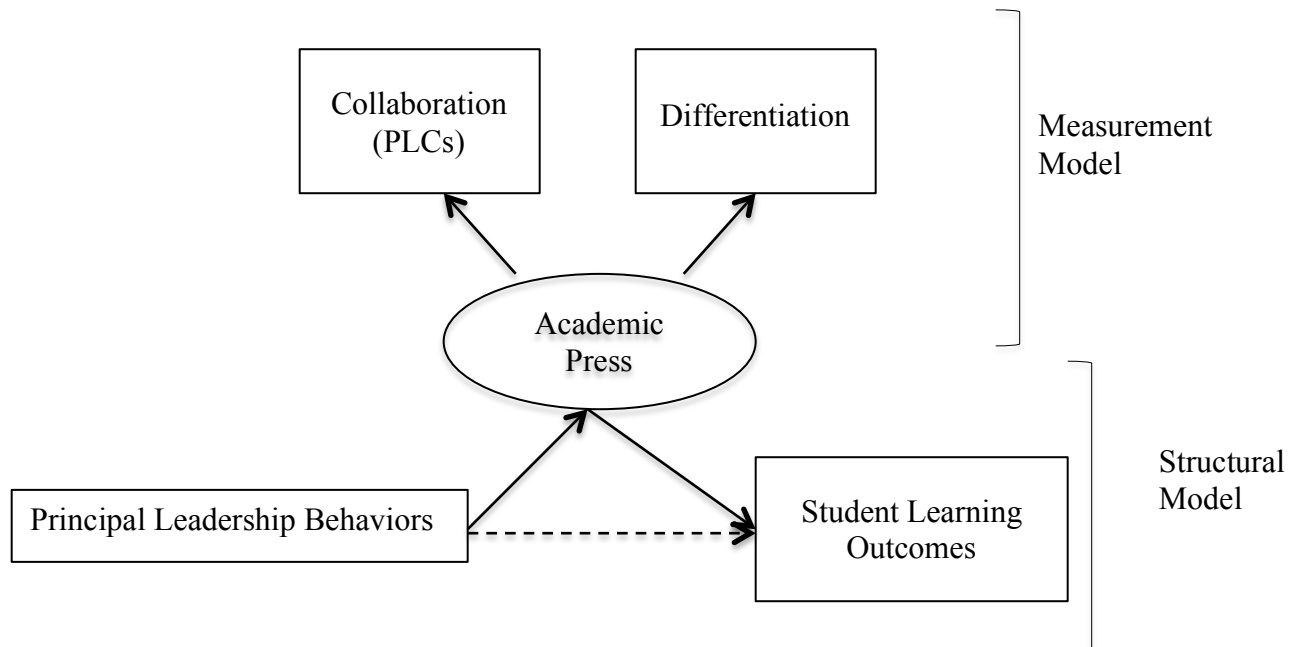 Collaboration
(PLCs)
Differentiation
Measurement
Model
Academic
Press
Principal Leadership Behaviors
Student Learning
Outcomes
Structural
Model